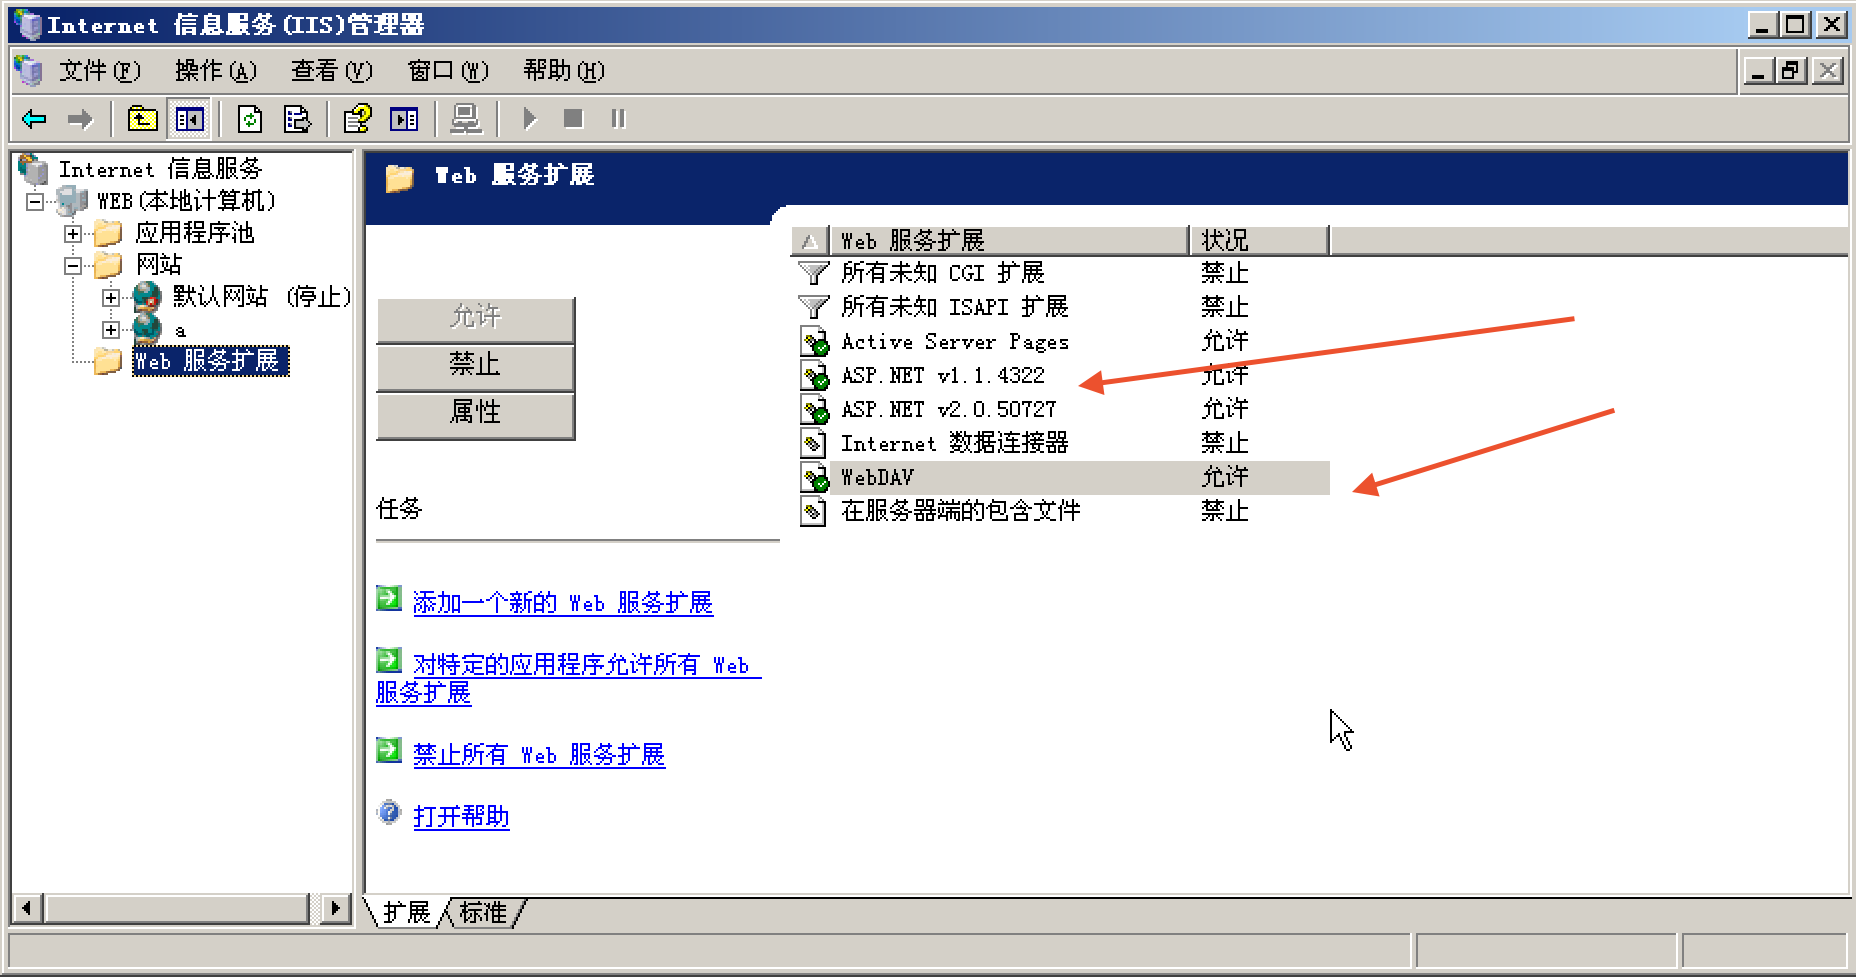 Internet 信息服务(IIS)管理器
文件(F) 操作(A) 查看(V) 窗口(W) 帮助(H)
Internet 信息服务
WEB(本地计算机)
应用程序池
网站
默认网站 (停止)
a
Web 服务扩展
Web 服务扩展
允许
禁止
属性
任务
添加一个新的 Web 服务扩展
对特定的应用程序允许所有 Web
服务扩展
禁止所有 Web 服务扩展
打开帮助
Web 服务扩展 状况
所有未知 CGI 扩展 禁止
所有未知 ISAPI 扩展 禁止
Active Server Pages 允许
ASP.NET v1.1.4322 允许
ASP.NET v2.0.50727 允许
Internet 数据连接器 禁止
WebDAV 允许
在服务器端的包含文件 禁止
扩展 标准